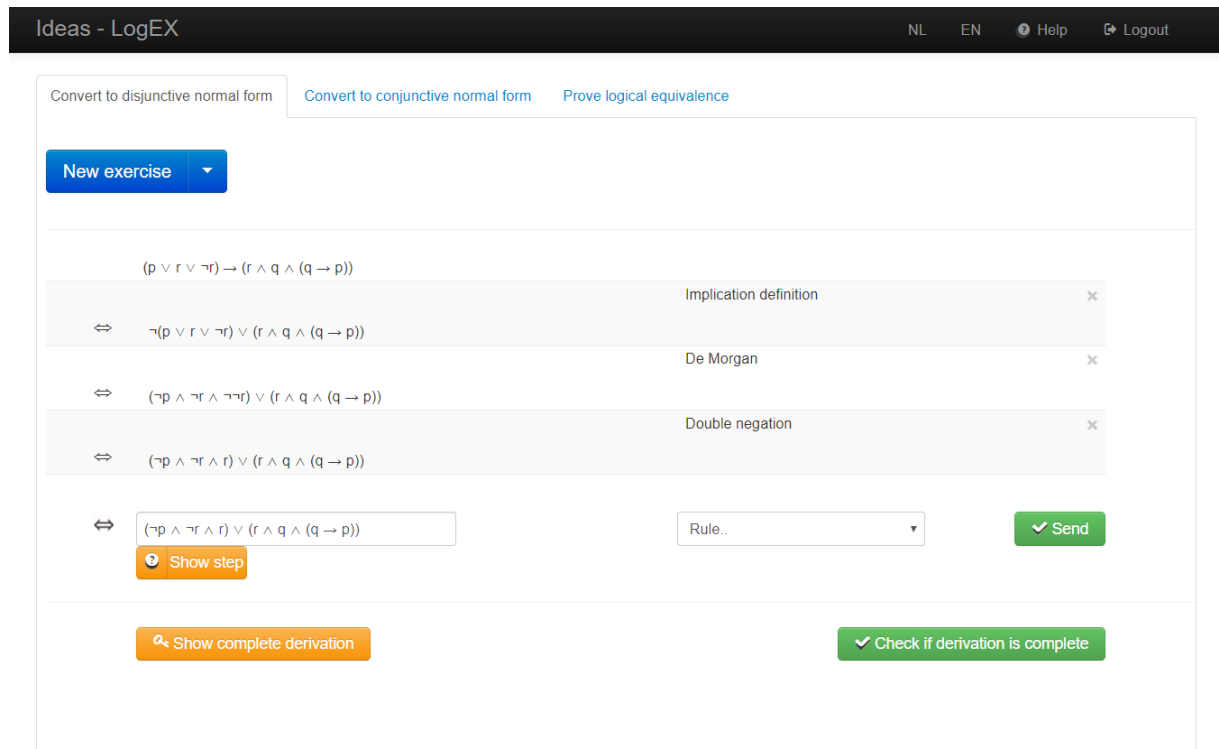 Ideas - LogEX NL EN Help Logout
Convert to disjunctive normal form Convert to conjunctive normal form Prove logical equivalence
New exercise
(p ∨ r ∨ ¬r) → (r ∧ q ∧ (q → p))
Implication definition ×
⇔ ¬(p ∨ r ∨ ¬r) ∨ (r ∧ q ∧ (q → p))
De Morgan ×
⇔ (¬p ∧ ¬r ∧ ¬¬r) ∨ (r ∧ q ∧ (q → p))
Double negation ×
⇔ (¬p ∧ ¬r ∧ r) ∨ (r ∧ q ∧ (q → p))
⇔ (¬p ∧ ¬r ∧ r) ∨ (r ∧ q ∧ (q → p)) Rule.. Send
Show step
Show complete derivation Check if derivation is complete